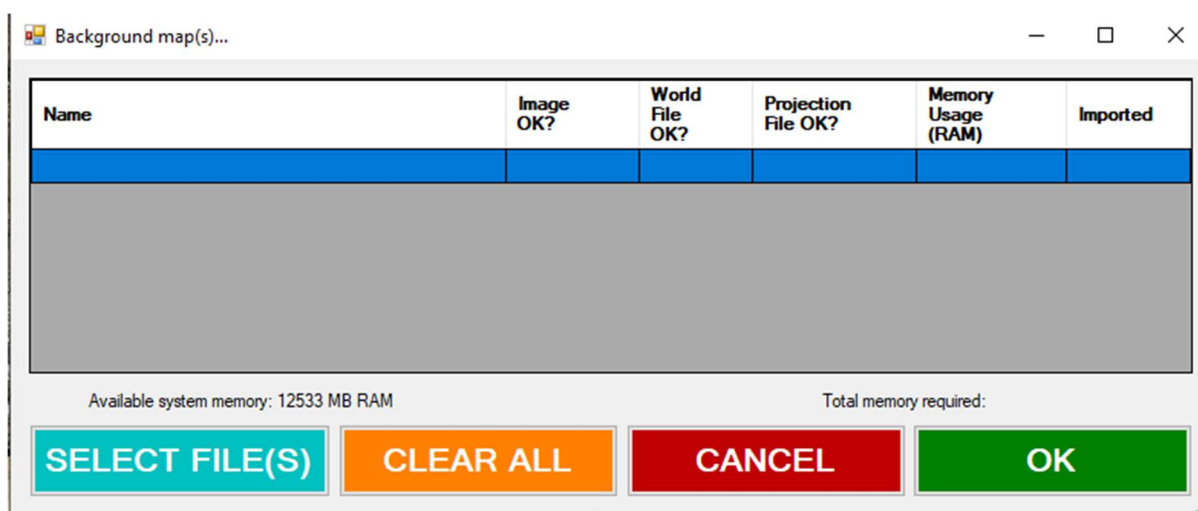 Background map(s)...
Name
Image
OK?
World
File
OK?
Projection
File OK?
Memory
Usage
(RAM)
Imported
Available system memory: 12533 MB RAM
Total memory required:
SELECT FILE(S)
CLEAR ALL
CANCEL
OK